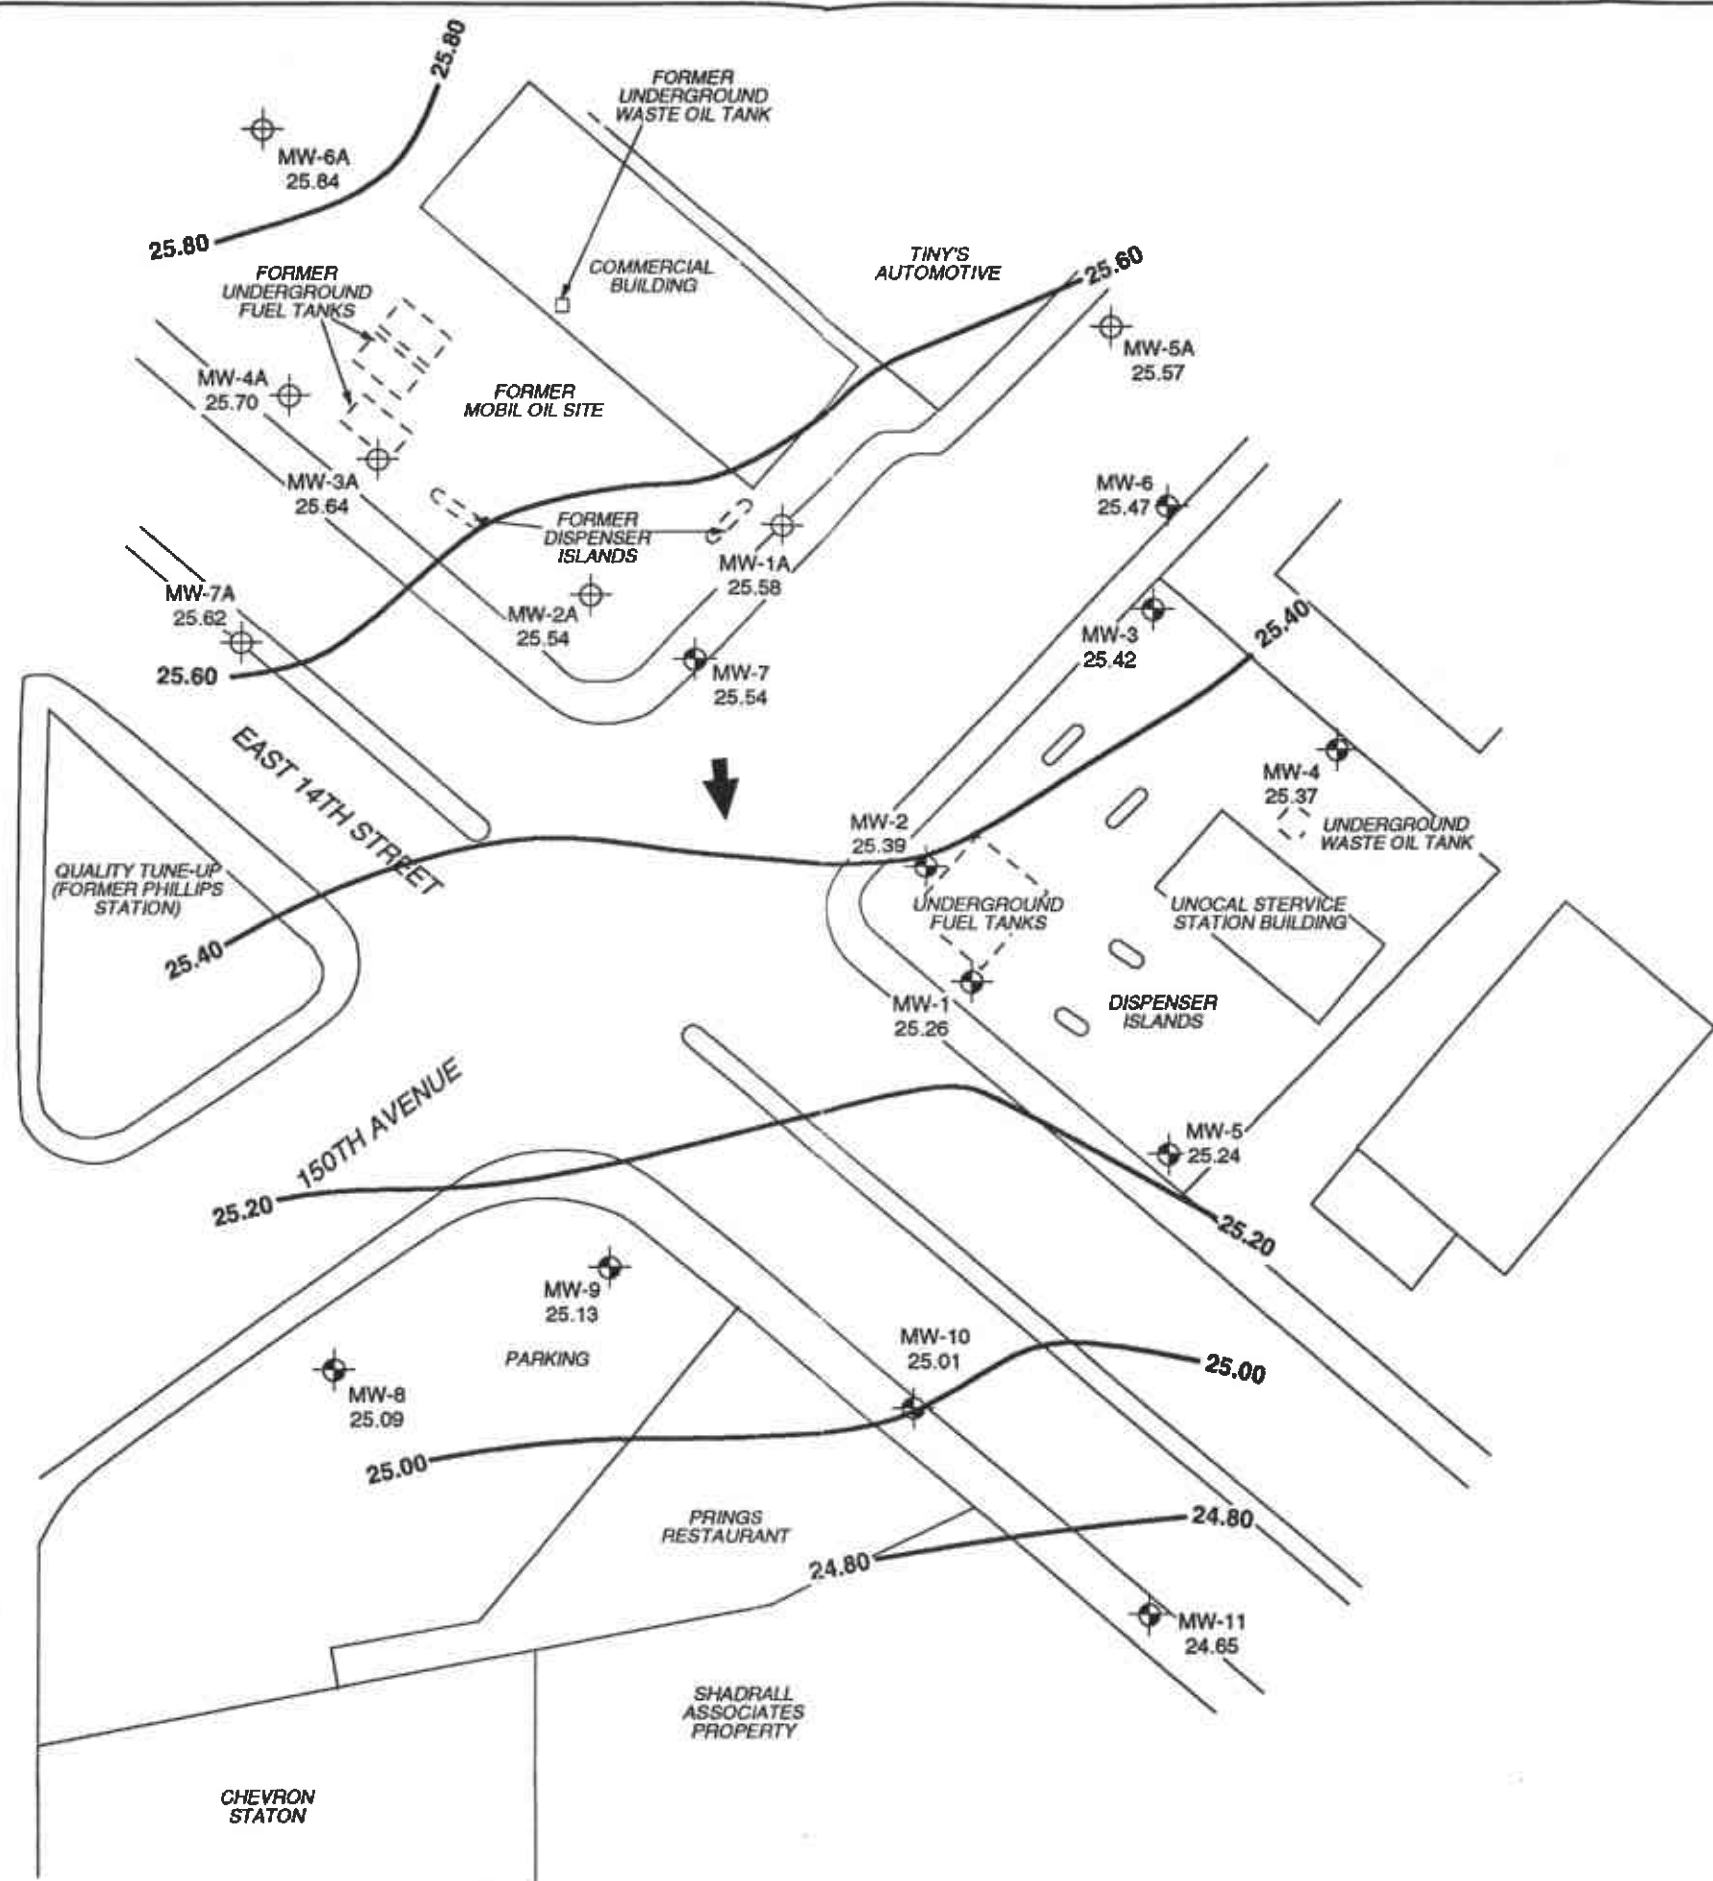 25.80
FORMER
UNDERGROUND
WASTE OIL TANK
MW-6A
25.84
25.80
FORMER
UNDERGROUND
FUEL TANKS
COMMERCIAL
BUILDING
TINY'S
AUTOMOTIVE
25.60
MW-5A
25.57
MW-4A
25.70
FORMER
MOBIL OIL SITE
MW-3A
25.64
FORMER
DISPENSER
ISLANDS
MW-1A
25.58
MW-6
25.47
MW-7A
25.62
MW-2A
25.54
MW-3
25.42
25.40
25.60
MW-7
25.54
EAST 14TH STREET
MW-4
25.37
UNDERGROUND
WASTE OIL TANK
MW-2
25.39
QUALITY TUNE-UP
(FORMER PHILLIPS
STATION)
UNDERGROUND
FUEL TANKS
UNOCAL STERVICE
STATION BUILDING
25.40
MW-1
25.26
DISPENSER
ISLANDS
150TH AVENUE
MW-5
25.24
25.20
25.20
MW-9
25.13
PARKING
MW-10
25.01
25.00
MW-8
25.09
25.00
PRINGS
RESTAURANT
24.80
24.80
MW-11
24.65
SHADRALL
ASSOCIATES
PROPERTY
CHEVRON
STATON